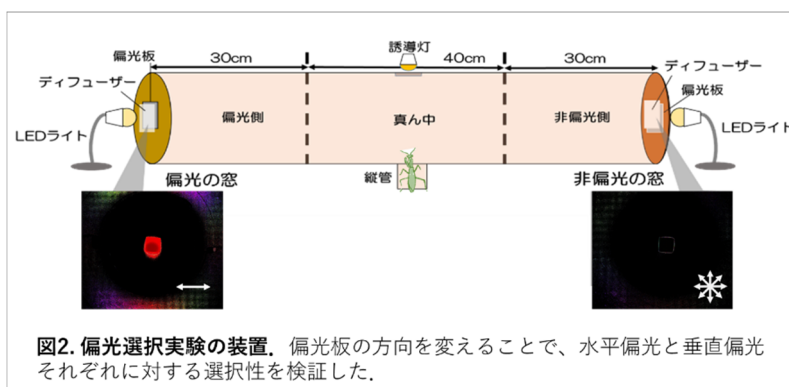 誘導灯
偏光板
30cm
40cm
30cm
ディフューザー
ディフューザー
偏光板
偏光側
真ん中
非偏光側
LEDライト
LEDライト
偏光の窓
縦管
非偏光の窓
図2. 偏光選択実験の装置．偏光板の方向を変えることで、水平偏光と垂直偏光
それぞれに対する選択性を検証した．